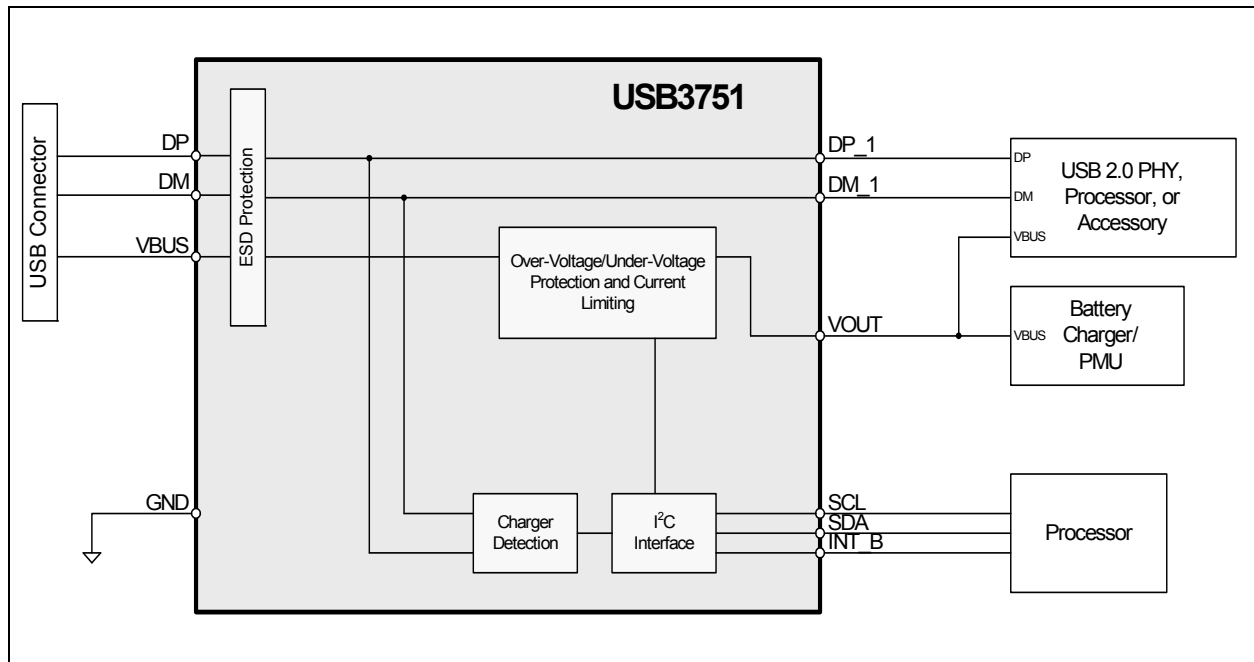 USB3751
USB Connector
DP
DM
VBUS
GND
ESD Protection
Over-Voltage/Under-Voltage
Protection and Current
Limiting
Charger
Detection
I²C
Interface
DP_1
DM_1
VOUT
SCL
SDA
INT_B
DP
DM
VBUS
USB 2.0 PHY,
Processor, or
Accessory
VBUS
Battery
Charger/
PMU
Processor